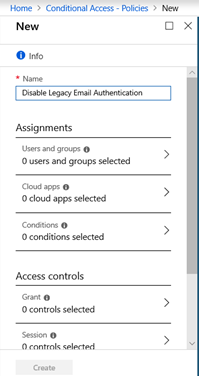 Home > Conditional Access - Policies > New
New
Info
* Name
Disable Legacy Email Authentication
Assignments
Users and groups
0 users and groups selected
Cloud apps
0 cloud apps selected
Conditions
0 conditions selected
Access controls
Grant
0 controls selected
Session
0 controls selected
Create